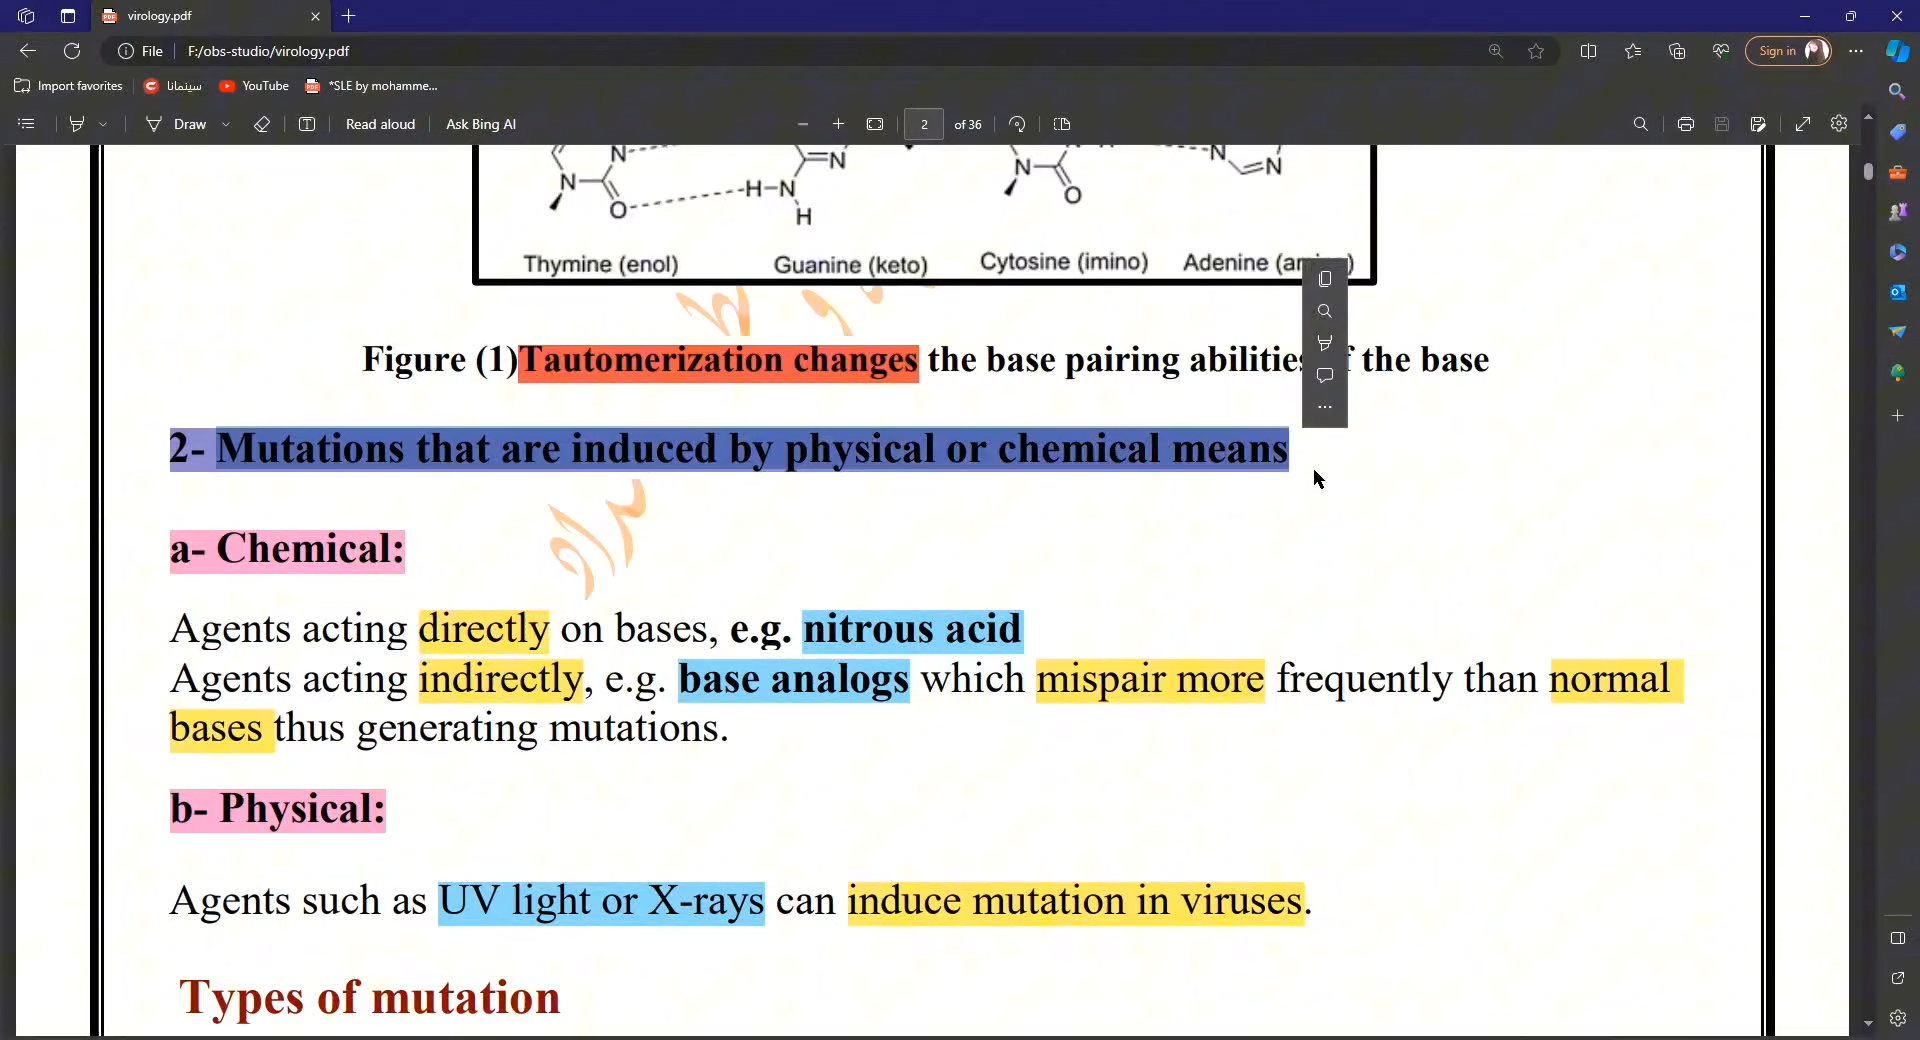 virology.pdf
File F:/obs-studio/virology.pdf Sign in
Import favorites سينمانا YouTube *SLE by mohamme...
Draw Read aloud Ask Bing AI 2 of 36
N N
N H-N N N
O H O
Thymine (enol) Guanine (keto) Cytosine (imino) Adenine (am )
Figure (1)Tautomerization changes the base pairing abilities f the base
2- Mutations that are induced by physical or chemical means
a- Chemical:
Agents acting directly on bases, e.g. nitrous acid
Agents acting indirectly, e.g. base analogs which mispair more frequently than normal
bases thus generating mutations.
b- Physical:
Agents such as UV light or X-rays can induce mutation in viruses.
Types of mutation